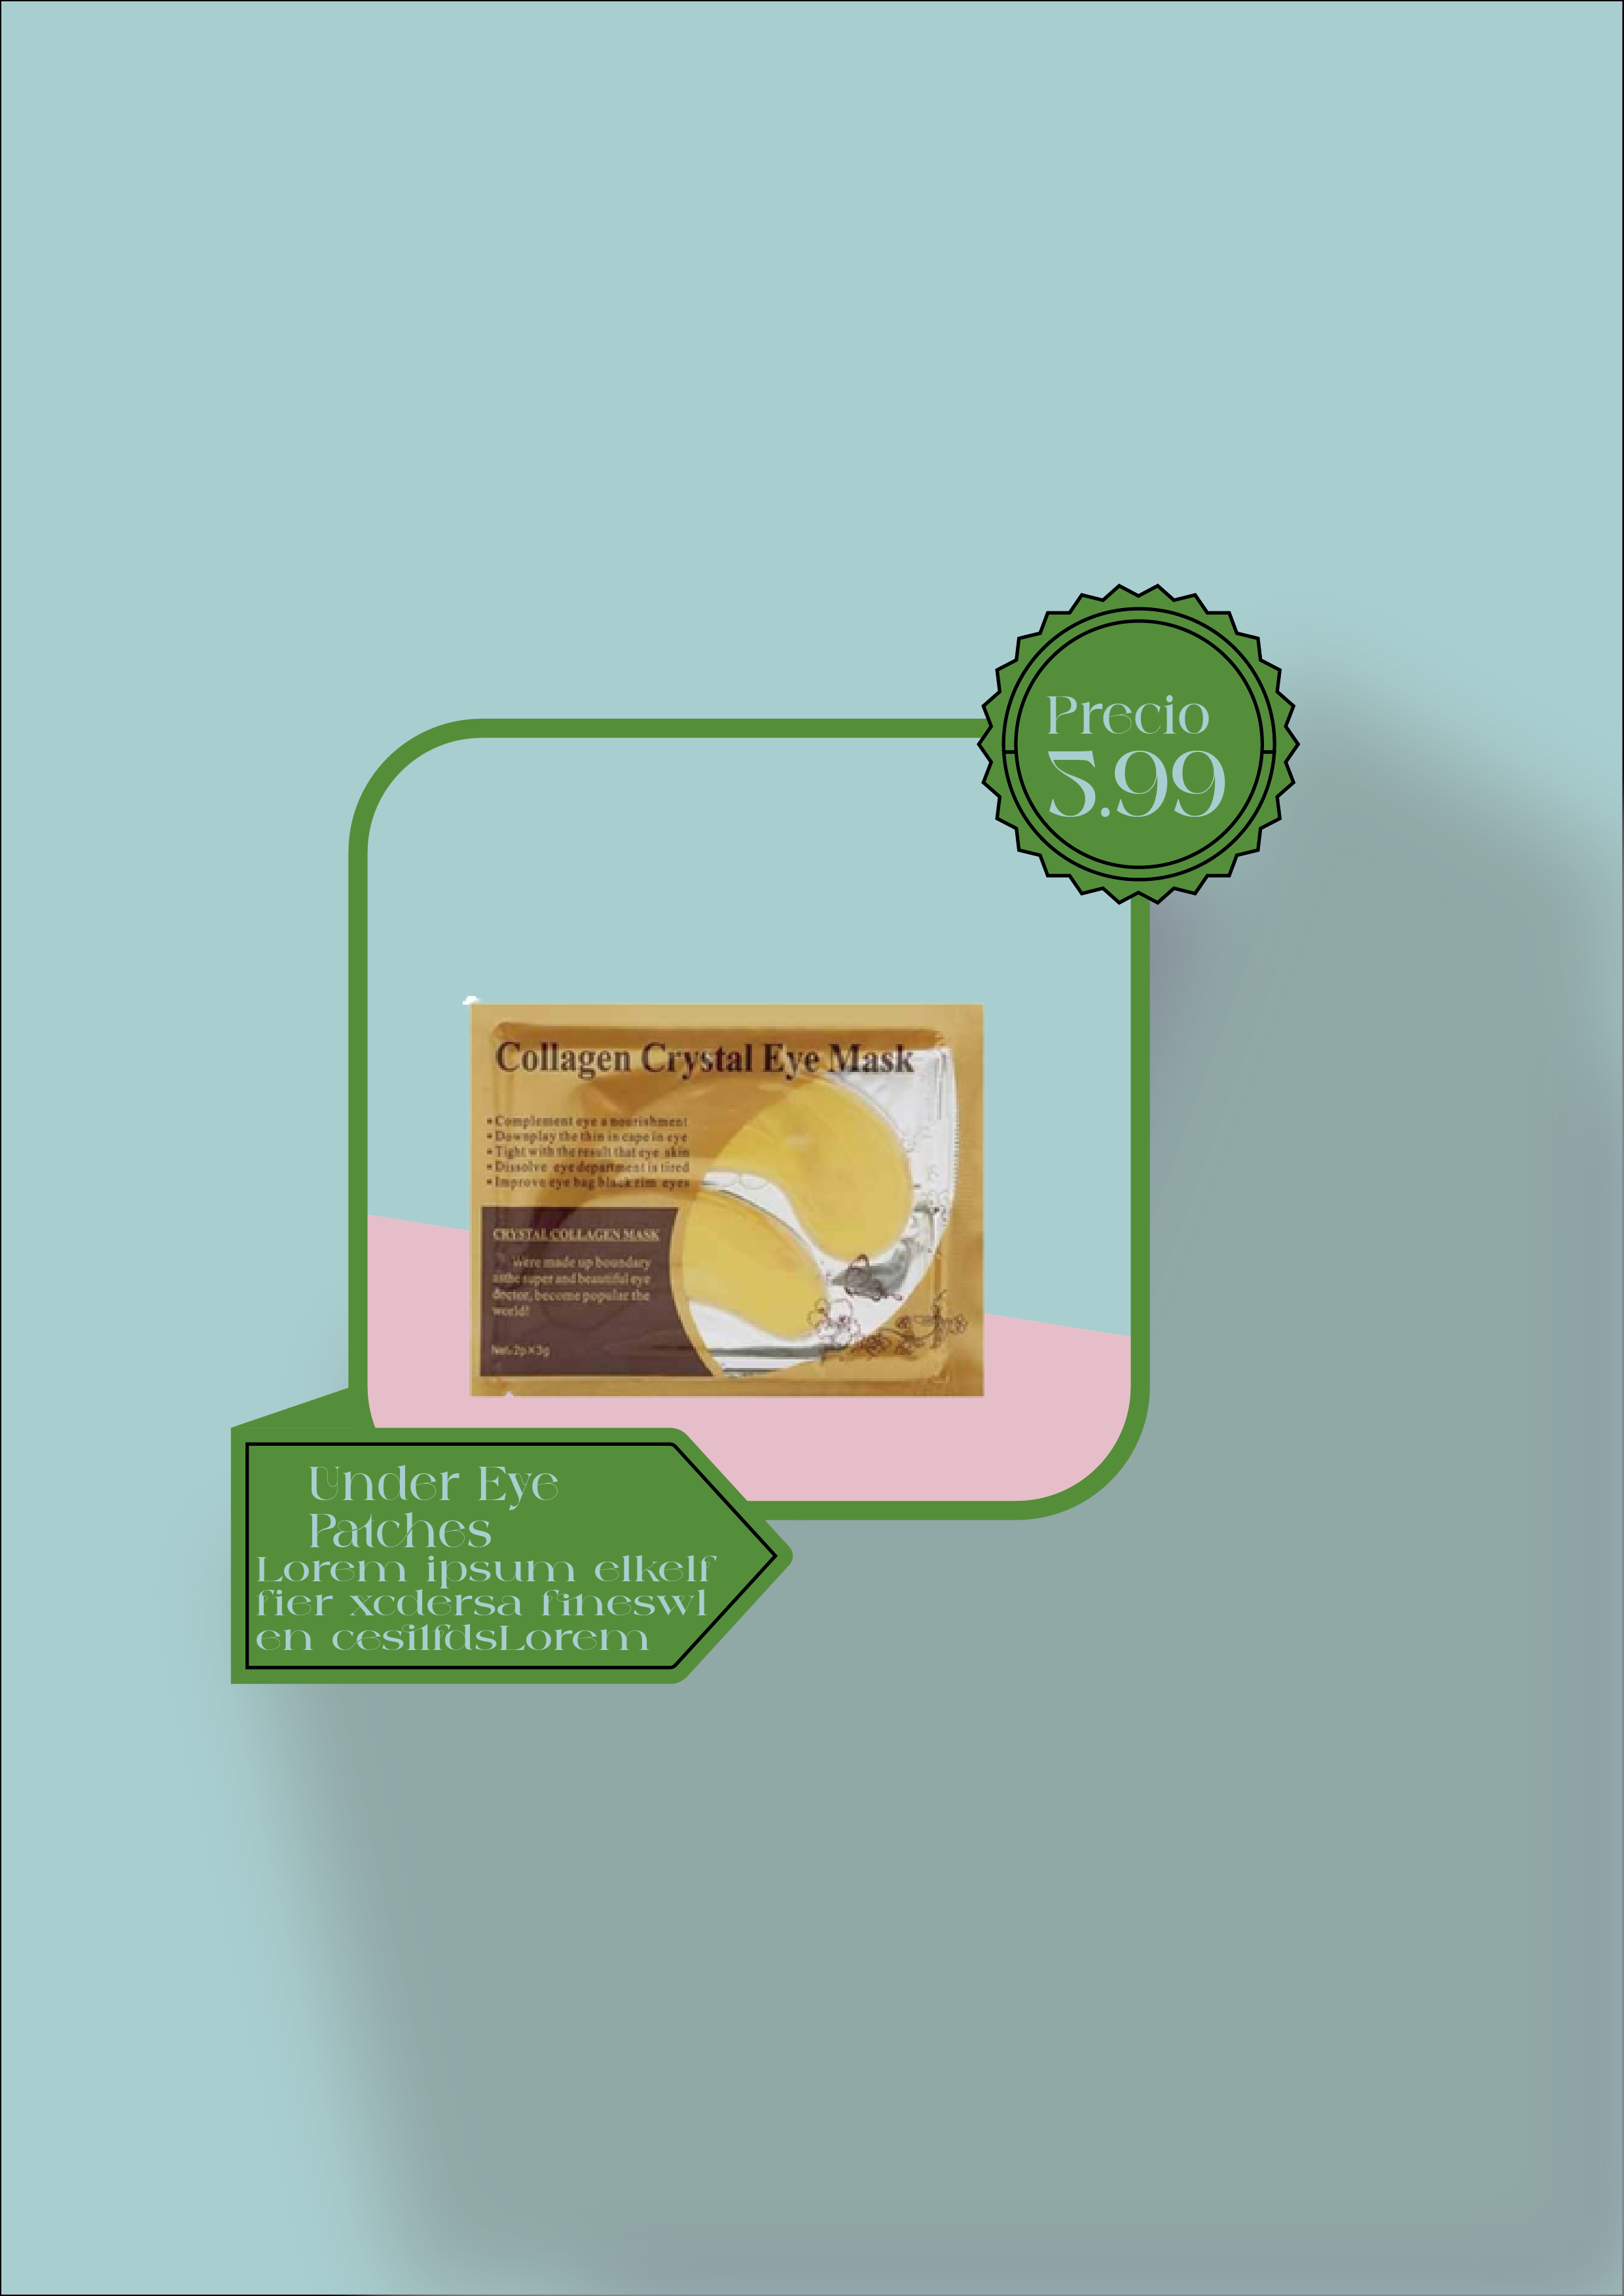 Precio
5.99
Collagen Crystal Eye Mask
• Complement eye a nourishment
• Downplay the thin in cape in eye
• Tight with the result that eye skin
• Dissolve eye department is tired
• Improve eye bag black rim eyes
CRYSTAL COLLAGEN MASK
Were made up boundary
asthe super and beautiful eye
doctor, become popular the
world!
Net: 2p×3g
Under Eye
Patches
Lorem ipsum elkelf
fier xcdersa fineswl
en cesilfdsLorem